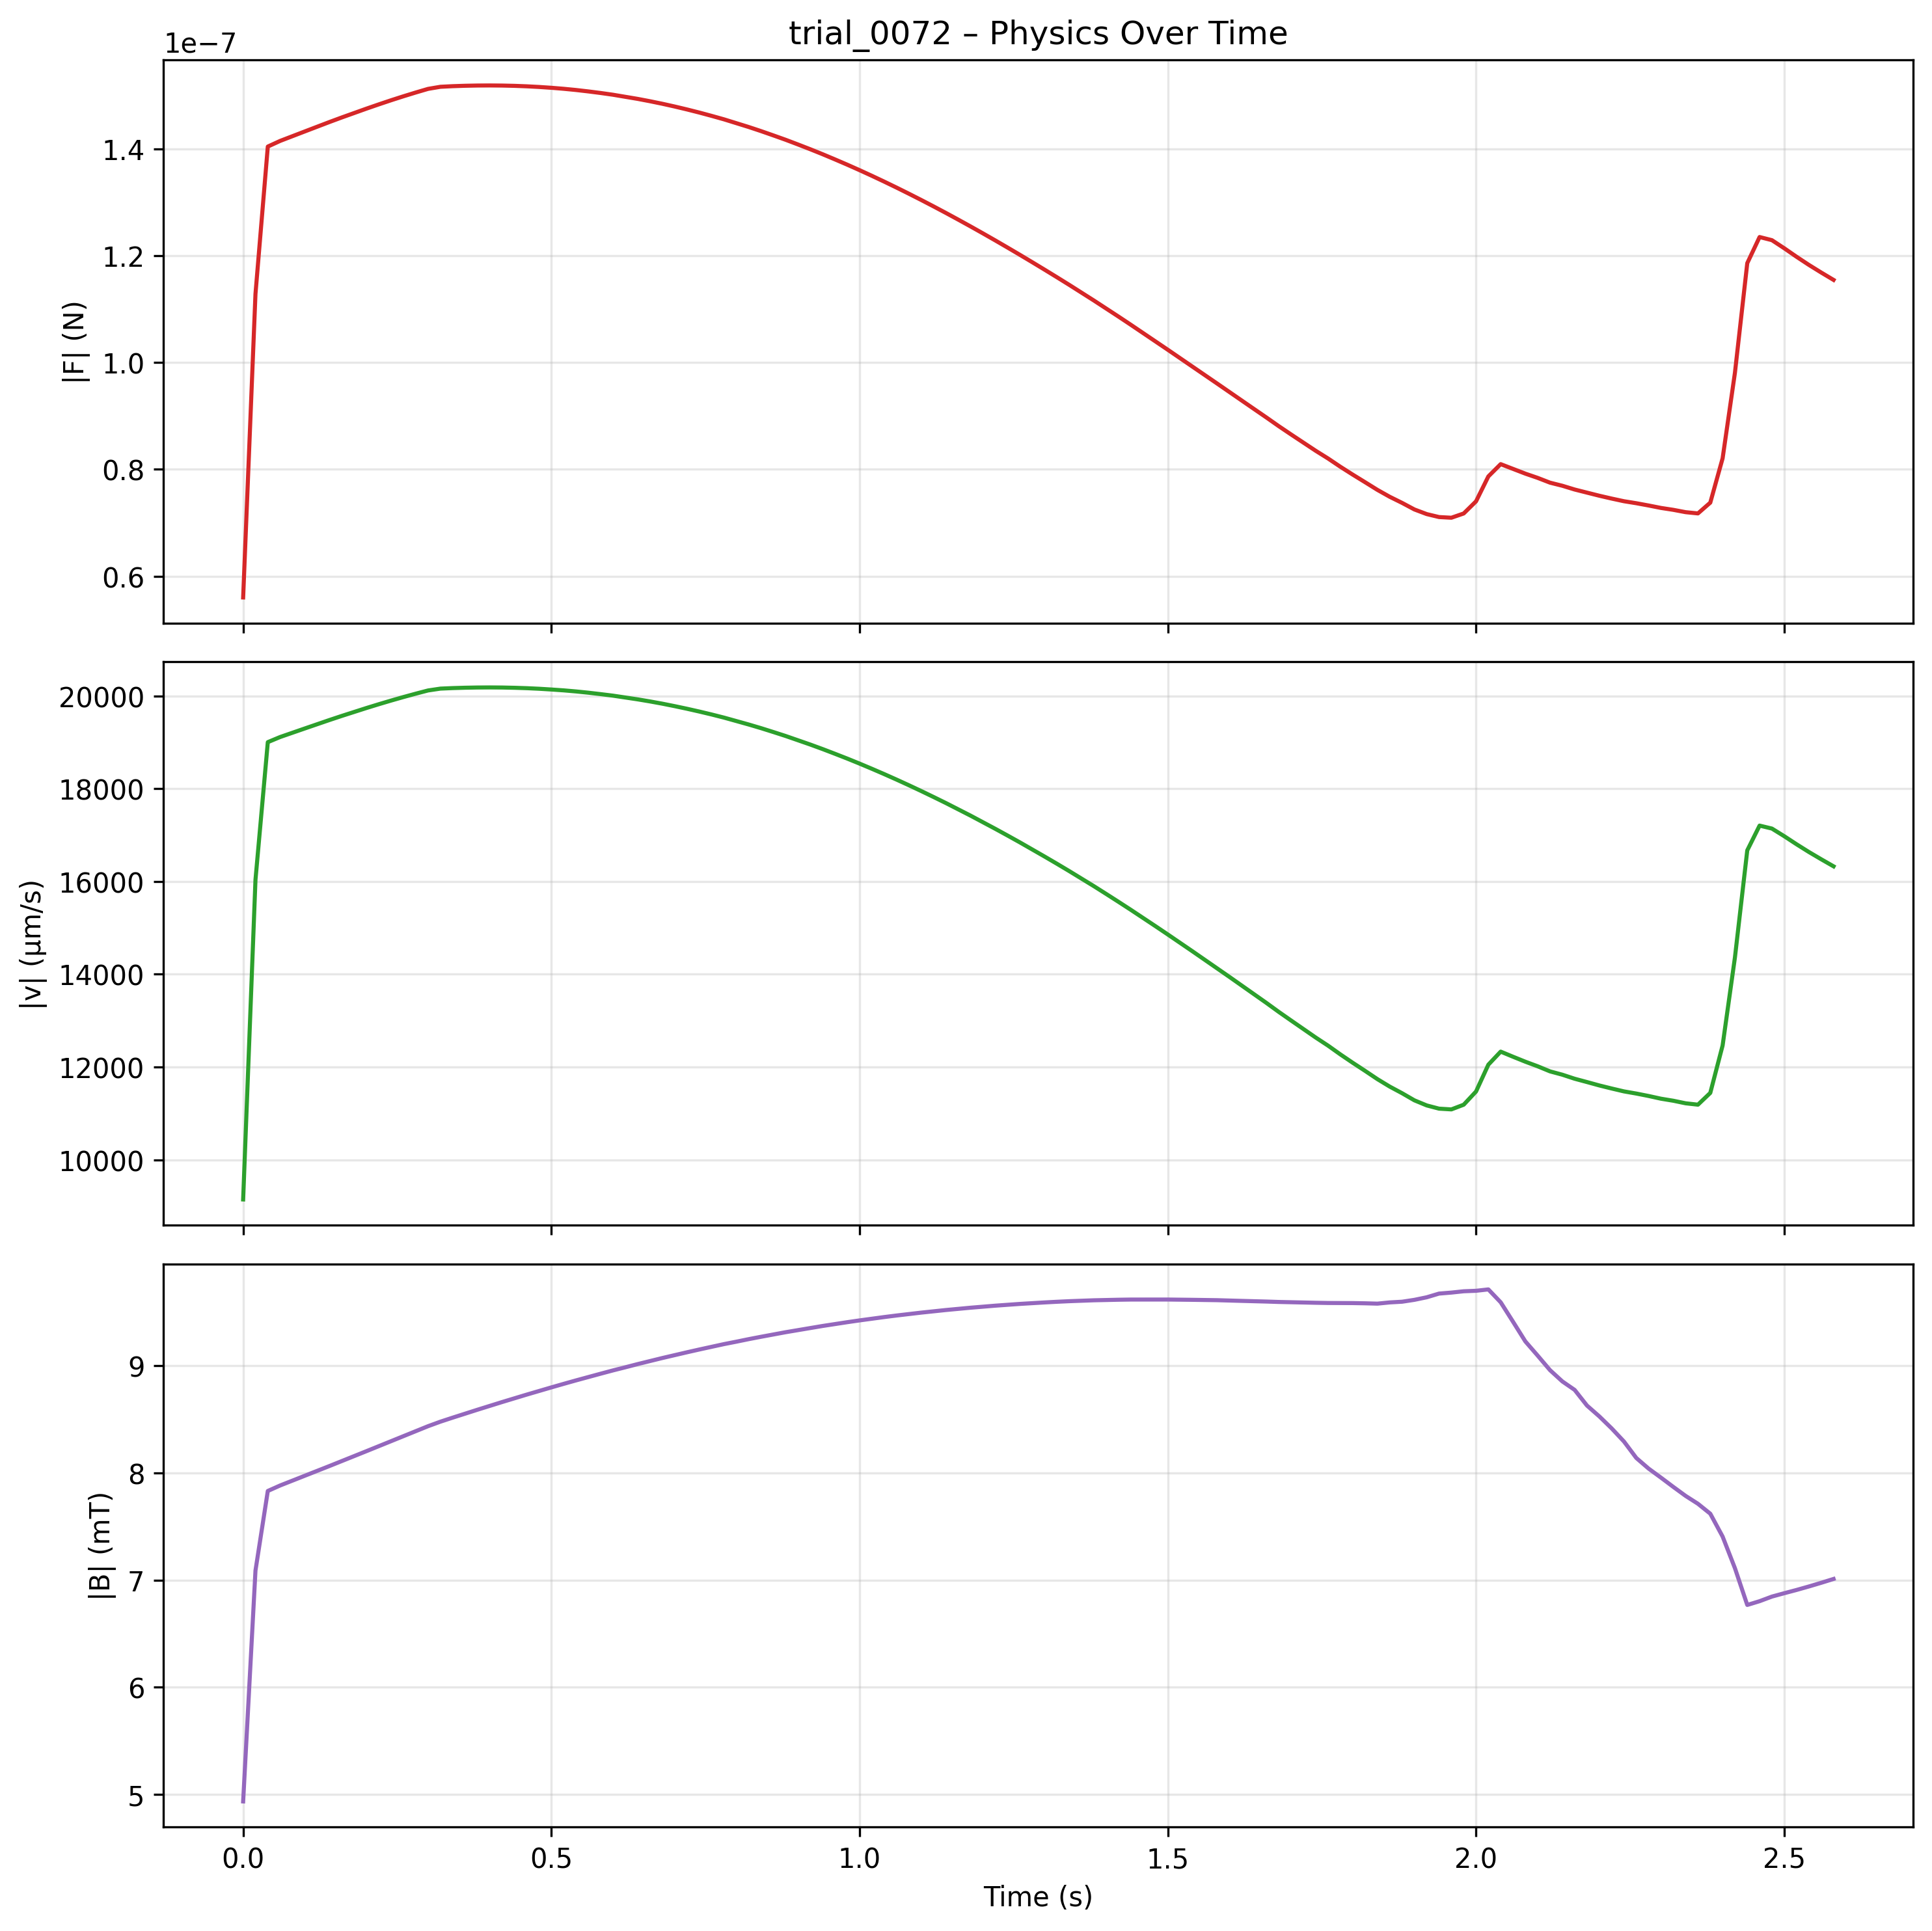 trial_0072 – Physics Over Time
1e−7
|F| (N)
1.4
1.2
1.0
0.8
0.6
|v| (µm/s)
20000
18000
16000
14000
12000
10000
|B| (mT)
9
8
7
6
5
0.0 0.5 1.0 1.5 2.0 2.5
Time (s)